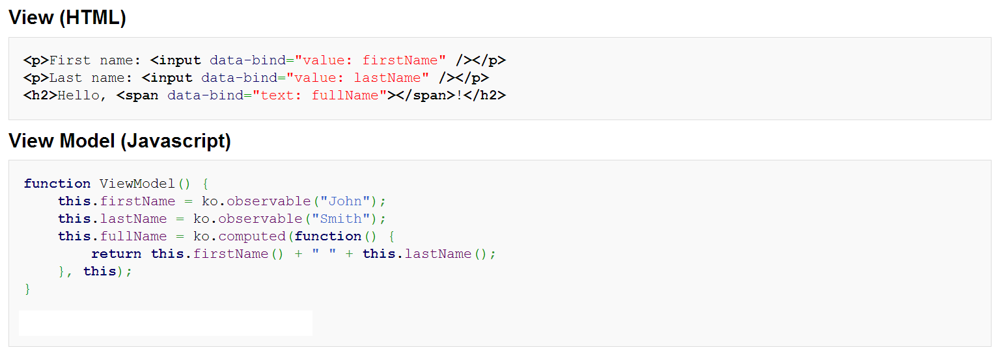 View (HTML)
<p>First name: <input data-bind="value: firstName" /></p>
<p>Last name: <input data-bind="value: lastName" /></p>
<h2>Hello, <span data-bind="text: fullName"></span>!</h2>
View Model (Javascript)
function ViewModel() {
    this.firstName = ko.observable("John");
    this.lastName = ko.observable("Smith");
    this.fullName = ko.computed(function() {
        return this.firstName() + " " + this.lastName();
    }, this);
}